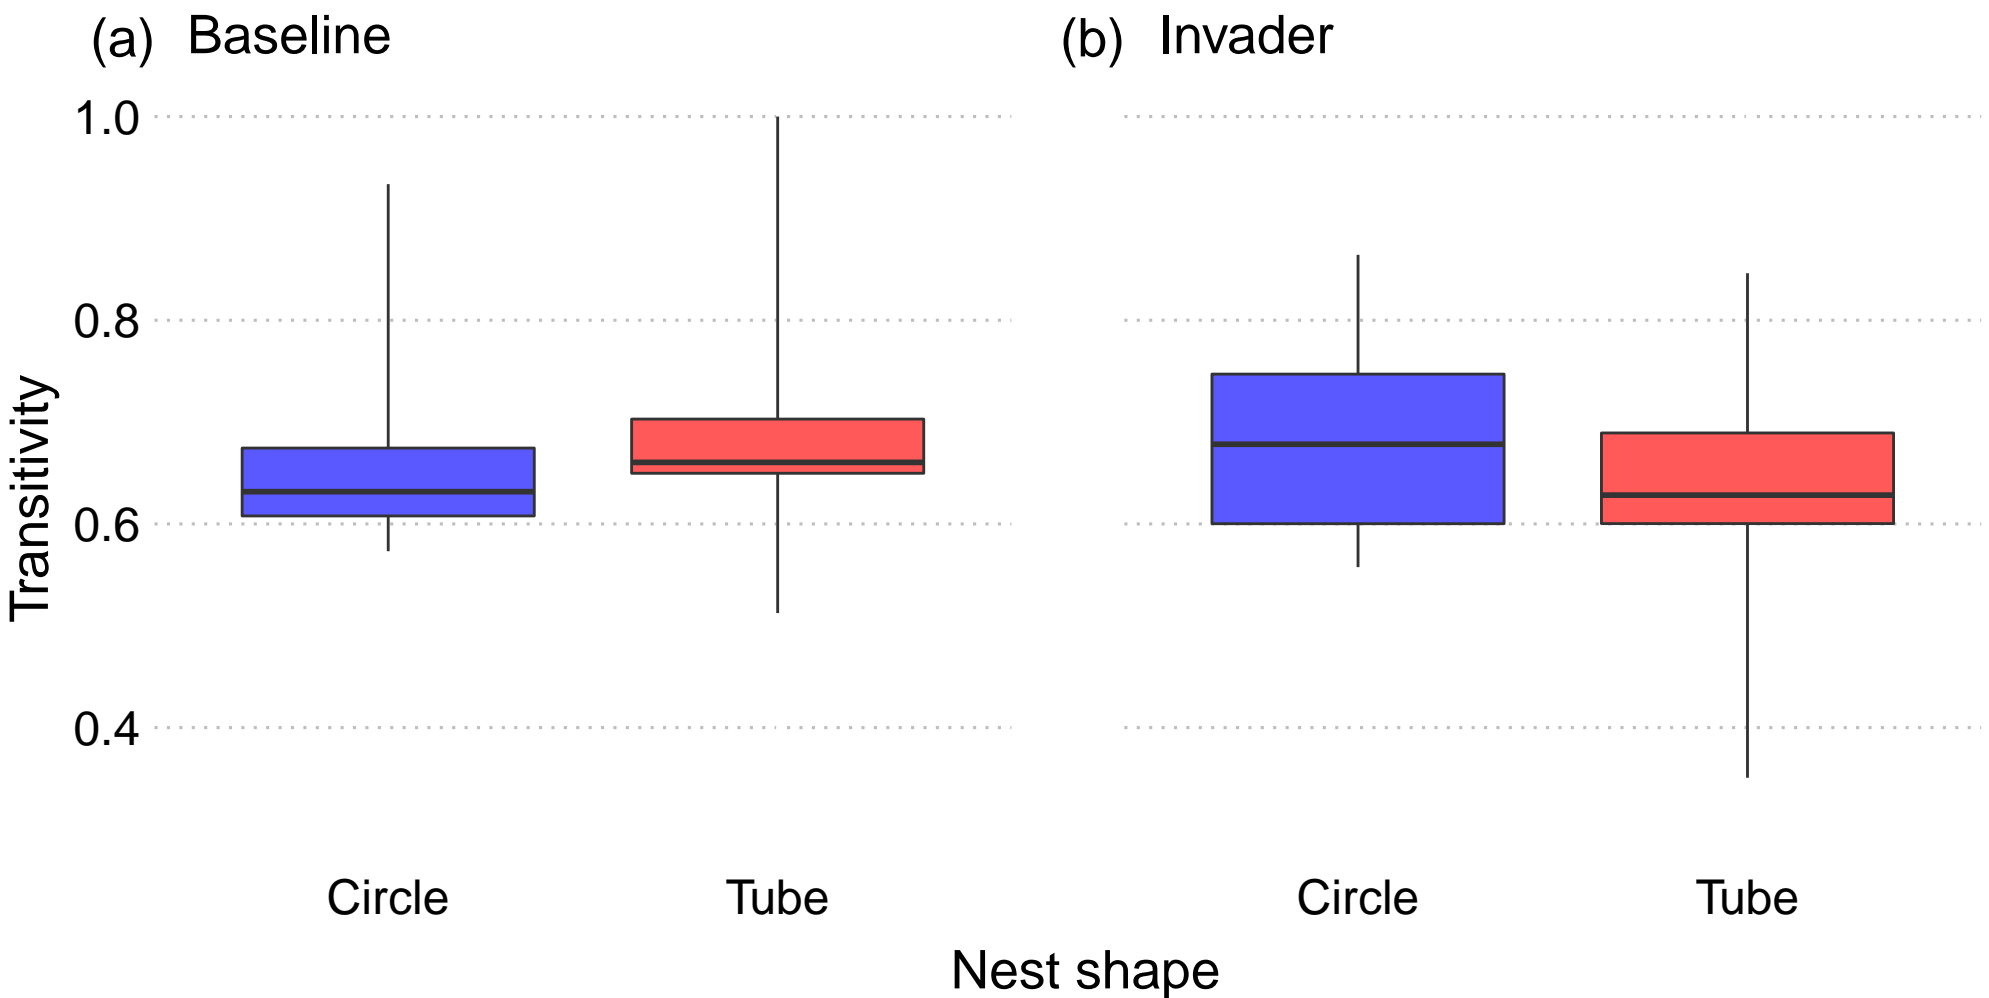 (a) Baseline
(b) Invader
1.0
0.8
0.6
0.4
Transitivity
Circle
Tube
Circle
Tube
Nest shape